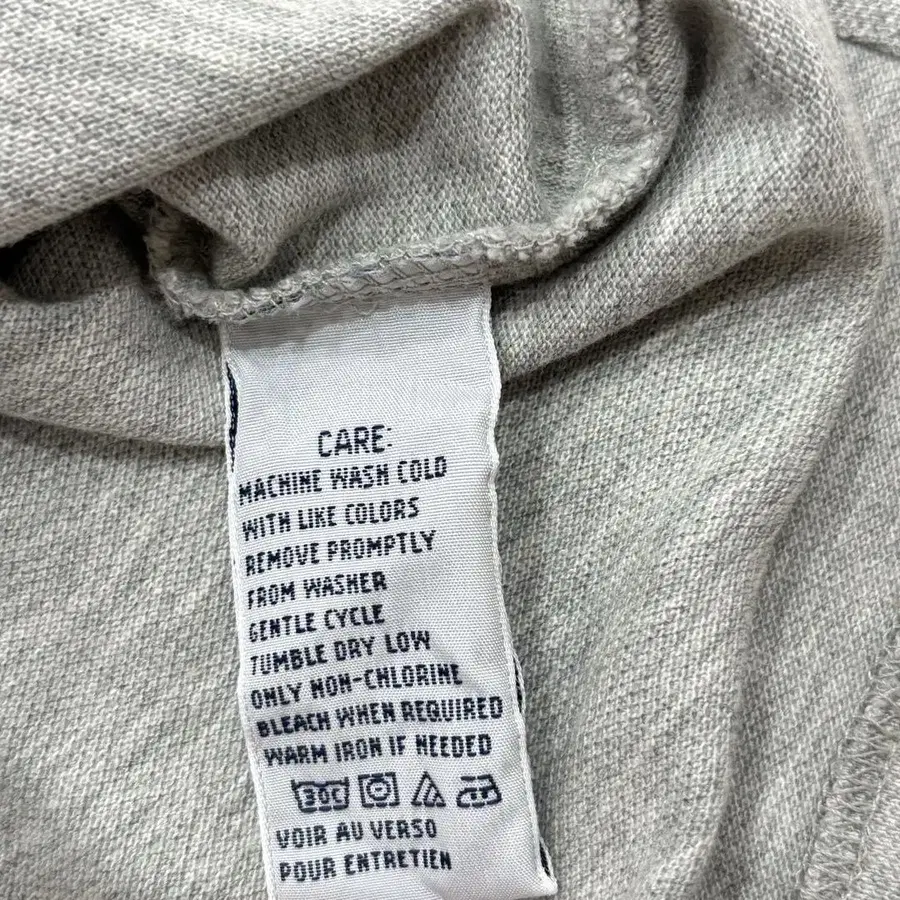 CARE:
MACHINE WASH COLD
WITH LIKE COLORS
REMOVE PROMPTLY
FROM WASHER
GENTLE CYCLE
TUMBLE DRY LOW
ONLY NON-CHLORINE
BLEACH WHEN REQUIRED
WARM IRON IF NEEDED
30C
VOIR AU VERSO
POUR ENTRETIEN